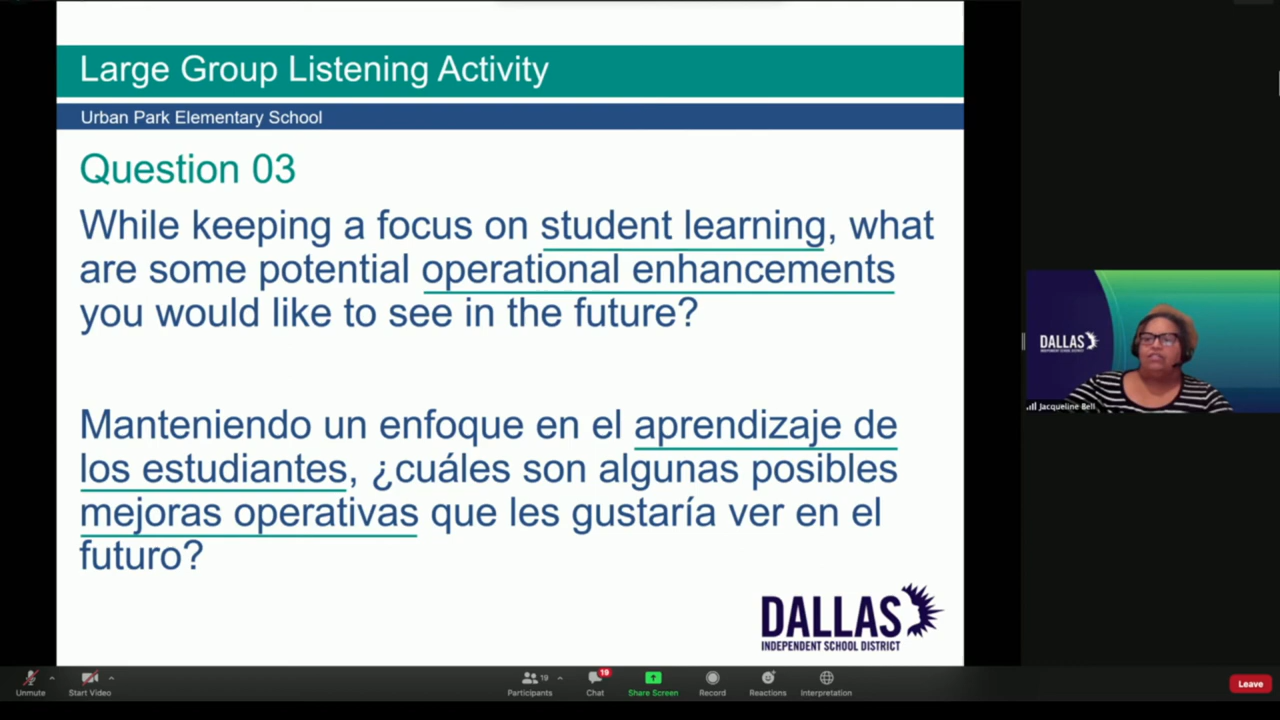 Large Group Listening Activity
Urban Park Elementary School
Question 03
While keeping a focus on student learning, what
are some potential operational enhancements
you would like to see in the future?
Manteniendo un enfoque en el aprendizaje de
los estudiantes, ¿cuáles son algunas posibles
mejoras operativas que les gustaría ver en el
futuro?
DALLAS
INDEPENDENT SCHOOL DISTRICT
DALLAS
INDEPENDENT SCHOOL DISTRICT
Jacqueline Bell
Unmute
Start Video
19
Participants
19
Chat
Share Screen
Record
Reactions
Interpretation
Leave